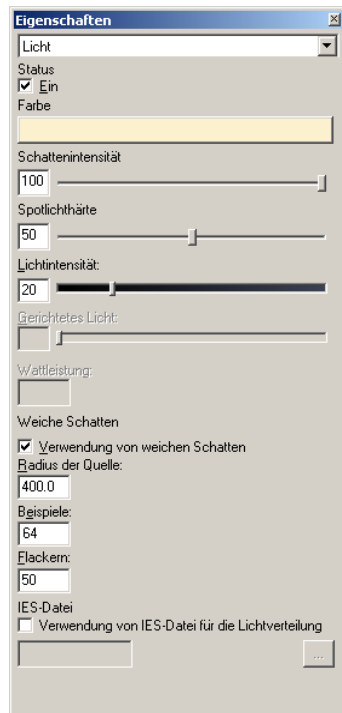 Eigenschaften
Licht
Status
Ein
Farbe
Schattenintensität
100
Spotlichthärte
50
Lichtintensität:
20
Gerichtetes Licht:
Wattleistung:
Weiche Schatten
Verwendung von weichen Schatten
Radius der Quelle:
400.0
Beispiele:
64
Flackern:
50
IES-Datei
Verwendung von IES-Datei für die Lichtverteilung
...